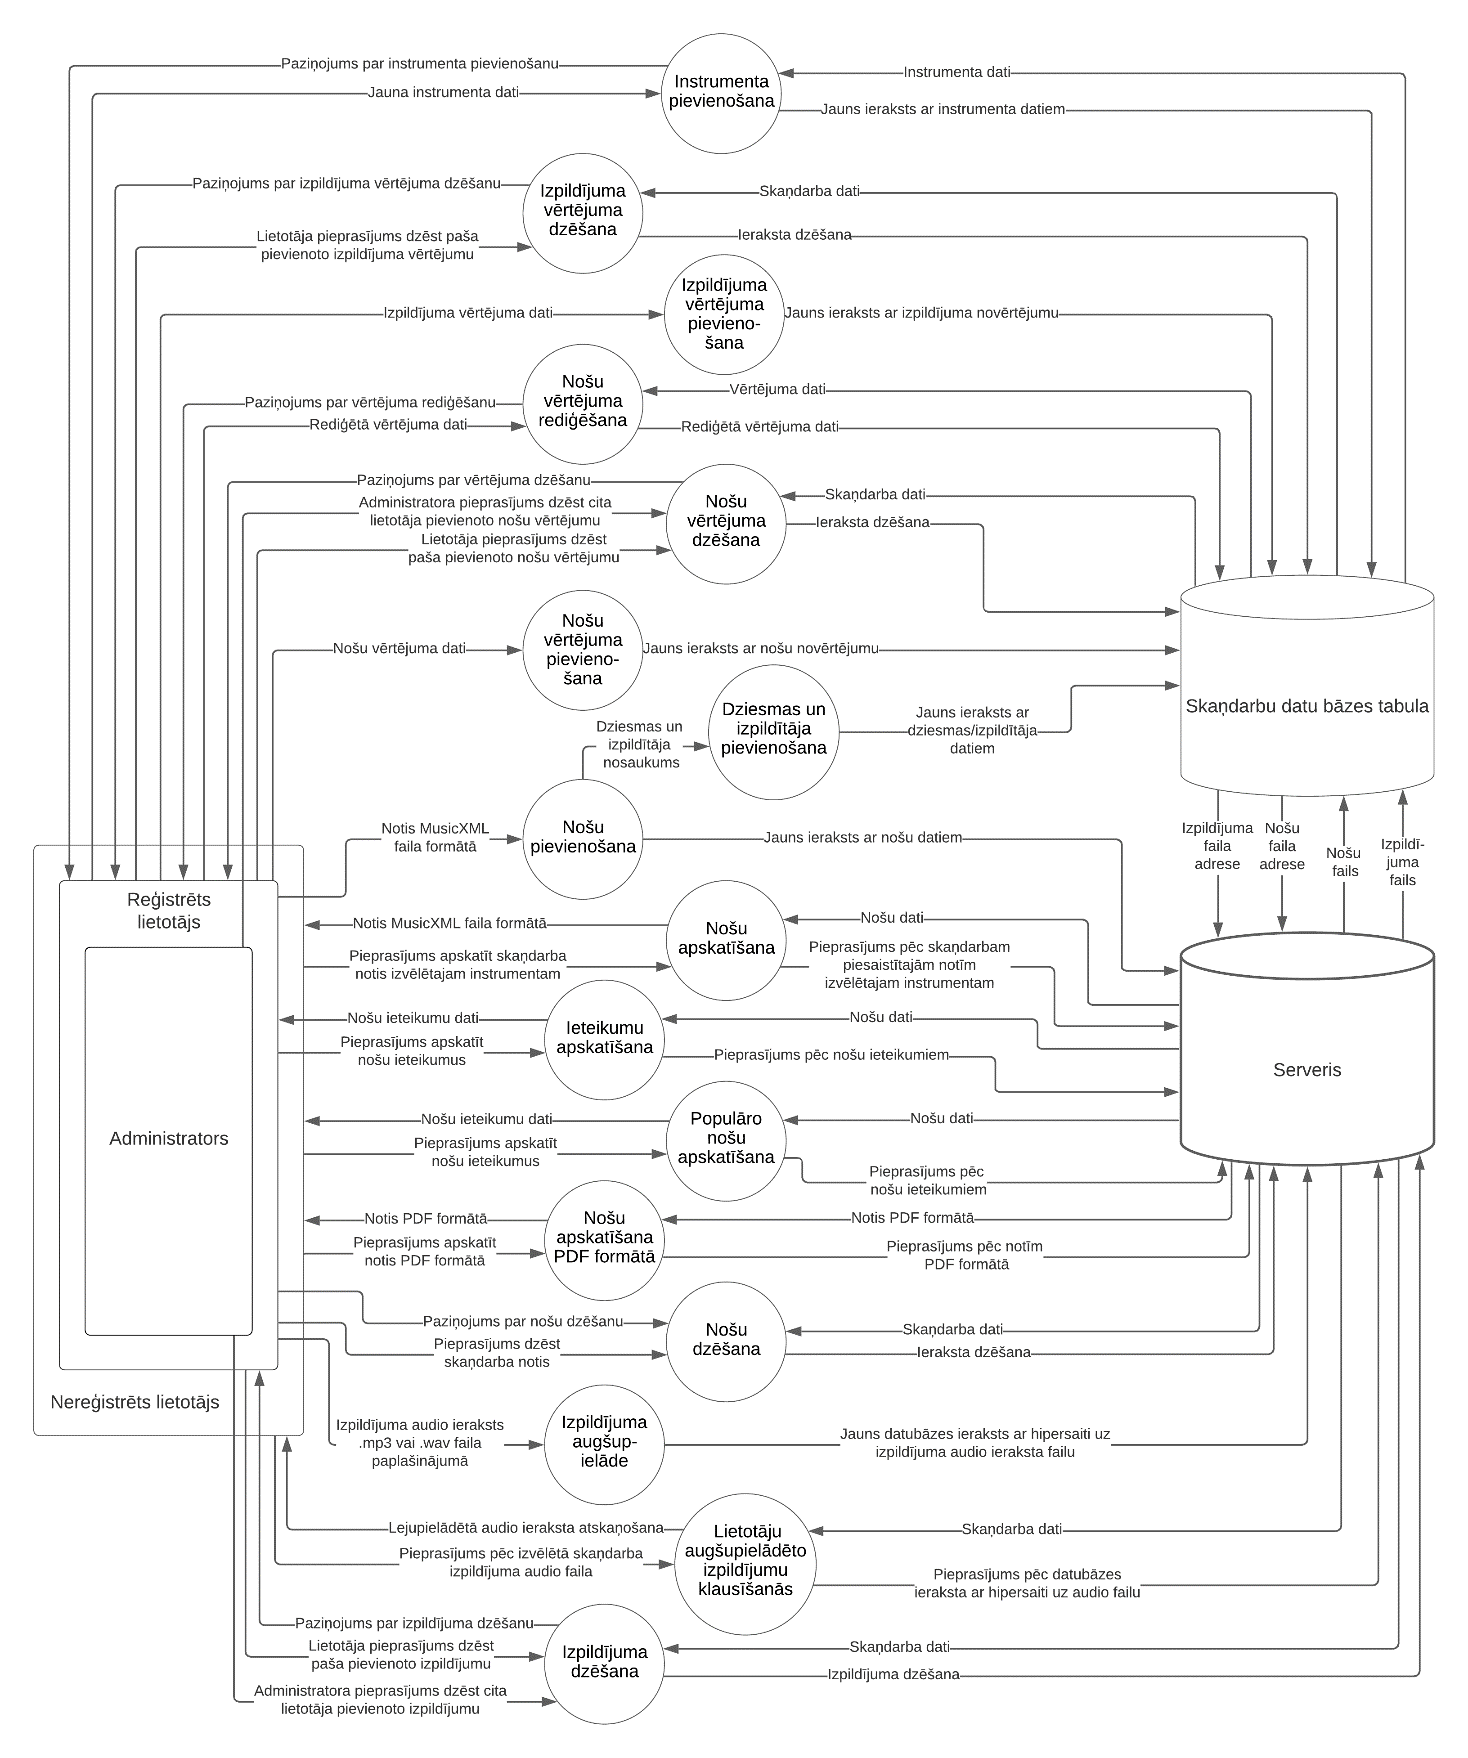 Paziņojums par instrumenta pievienošanu
Jauna instrumenta dati
Instrumenta
pievienošana
Instrumenta dati
Jauns ieraksts ar instrumenta datiem
Paziņojums par izpildījuma vērtējuma dzēšanu
Lietotāja pieprasījums dzēst paša
pievienoto izpildījuma vērtējumu
Izpildījuma
vērtējuma
dzēšana
Skaņdarba dati
Ieraksta dzēšana
Izpildījuma vērtējuma dati
Izpildījuma
vērtējuma
pievieno-
šana
Jauns ieraksts ar izpildījuma novērtējumu
Paziņojums par vērtējuma rediģēšanu
Rediģētā vērtējuma dati
Nošu
vērtējuma
rediģēšana
Vērtējuma dati
Rediģētā vērtējuma dati
Paziņojums par vērtējuma dzēšanu
Administratora pieprasījums dzēst cita
lietotāja pievienoto nošu vērtējumu
Lietotāja pieprasījums dzēst
paša pievienoto nošu vērtējumu
Nošu
vērtējuma
dzēšana
Skaņdarba dati
Ieraksta dzēšana
Nošu vērtējuma dati
Nošu
vērtējuma
pievieno-
šana
Jauns ieraksts ar nošu novērtējumu
Dziesmas un
izpildītāja
nosaukums
Dziesmas un
izpildītāja
pievienošana
Jauns ieraksts ar
dziesmas/izpildītāja
datiem
Skaņdarbu datu bāzes tabula
Notis MusicXML
faila formātā
Nošu
pievienošana
Jauns ieraksts ar nošu datiem
Izpildījuma
faila
adrese
Nošu
faila
adrese
Nošu
fails
Izpildī-
juma
fails
Reģistrēts
lietotājs
Notis MusicXML faila formātā
Pieprasījums apskatīt skaņdarba
notis izvēlētajam instrumentam
Nošu
apskatīšana
Nošu dati
Pieprasījums pēc skaņdarbam
piesaistītajām notīm
izvēlētajam instrumentam
Nošu ieteikumu dati
Pieprasījums apskatīt
nošu ieteikumus
Ieteikumu
apskatīšana
Nošu dati
Pieprasījums pēc nošu ieteikumiem
Serveris
Administrators
Nošu ieteikumu dati
Pieprasījums apskatīt
nošu ieteikumus
Populāro
nošu
apskatīšana
Nošu dati
Pieprasījums pēc
nošu ieteikumiem
Notis PDF formātā
Pieprasījums apskatīt
notis PDF formātā
Nošu
apskatīšana
PDF formātā
Notis PDF formātā
Pieprasījums pēc notīm
PDF formātā
Paziņojums par nošu dzēšanu
Pieprasījums dzēst
skaņdarba notis
Nošu
dzēšana
Skaņdarba dati
Ieraksta dzēšana
Nereģistrēts lietotājs
Izpildījuma audio ieraksts
.mp3 vai .wav faila
paplašinājumā
Izpildījuma
augšup-
ielāde
Jauns datubāzes ieraksts ar hipersaiti uz
izpildījuma audio ieraksta failu
Lejupielādētā audio ieraksta atskaņošana
Pieprasījums pēc izvēlētā skaņdarba
izpildījuma audio faila
Lietotāju
augšupielādēto
izpildījumu
klausīšanās
Skaņdarba dati
Pieprasījums pēc datubāzes
ieraksta ar hipersaiti uz audio failu
Paziņojums par izpildījuma dzēšanu
Lietotāja pieprasījums dzēst
paša pievienoto izpildījumu
Administratora pieprasījums dzēst cita
lietotāja pievienoto izpildījumu
Izpildījuma
dzēšana
Skaņdarba dati
Izpildījuma dzēšana